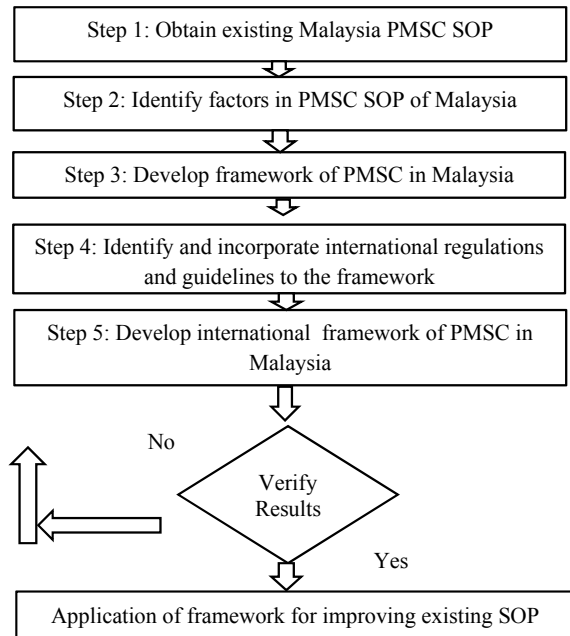 Step 1: Obtain existing Malaysia PMSC SOP
Step 2: Identify factors in PMSC SOP of Malaysia
Step 3: Develop framework of PMSC in Malaysia
Step 4: Identify and incorporate international regulations
and guidelines to the framework
Step 5: Develop international framework of PMSC in
Malaysia
No
Verify
Results
Yes
Application of framework for improving existing SOP